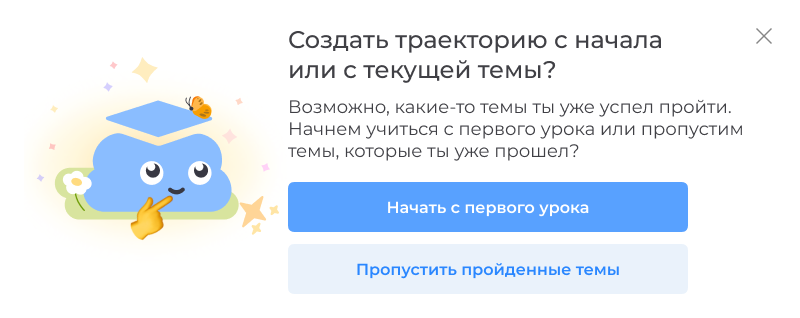 Создать траекторию с начала
или с текущей темы?
Возможно, какие-то темы ты уже успел пройти.
Начнем учиться с первого урока или пропустим
темы, которые ты уже прошел?
Начать с первого урока
Пропустить пройденные темы